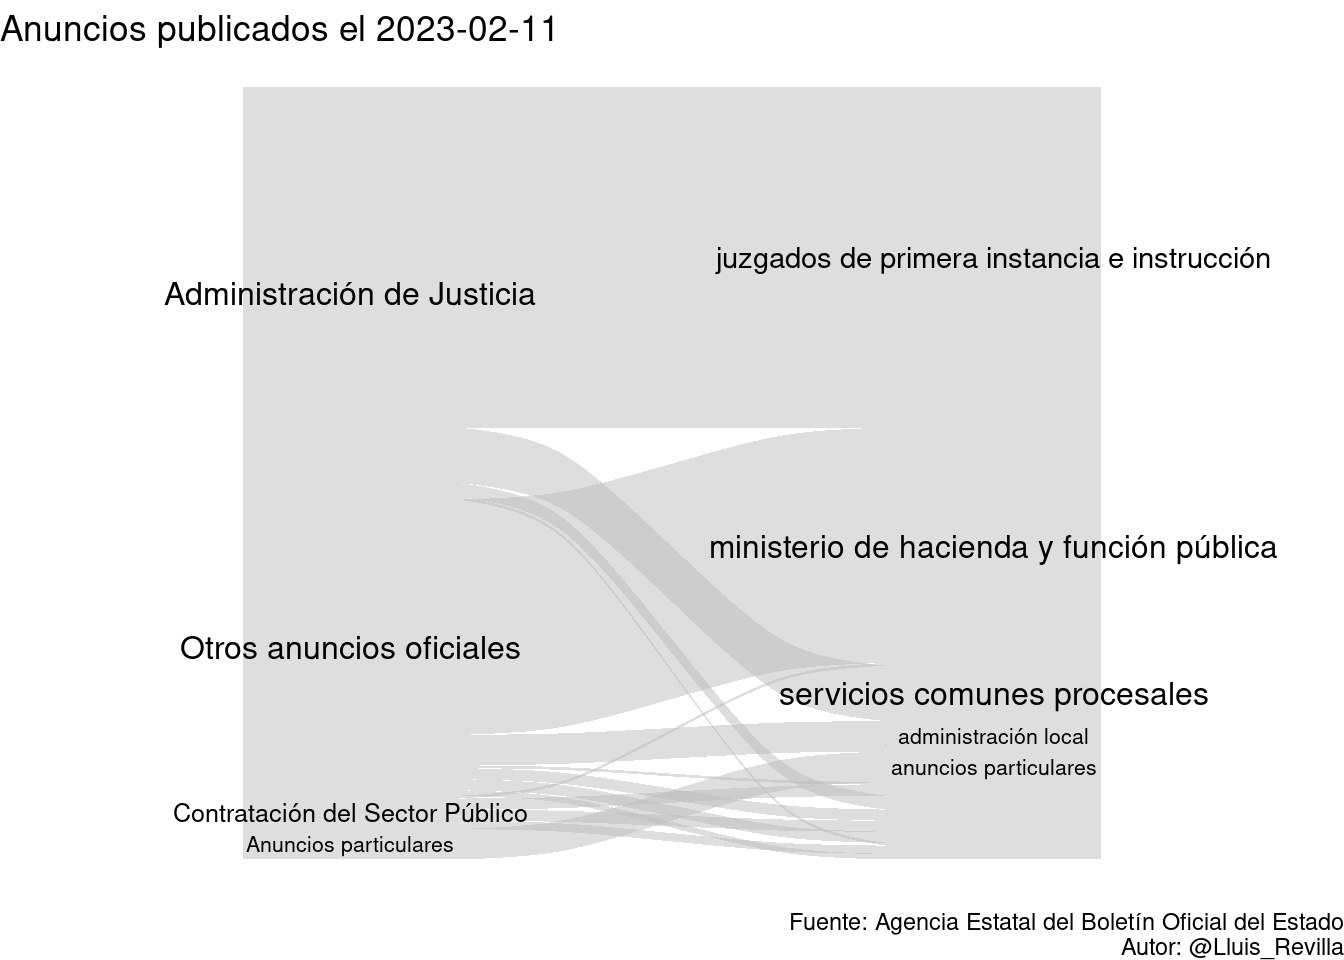 Anuncios publicados el 2023-02-11
juzgados de primera instancia e instrucción
Administración de Justicia
ministerio de hacienda y función pública
Otros anuncios oficiales
servicios comunes procesales
administración local
anuncios particulares
Contratación del Sector Público
Anuncios particulares
Fuente: Agencia Estatal del Boletín Oficial del Estado
Autor: @Lluis_Revilla